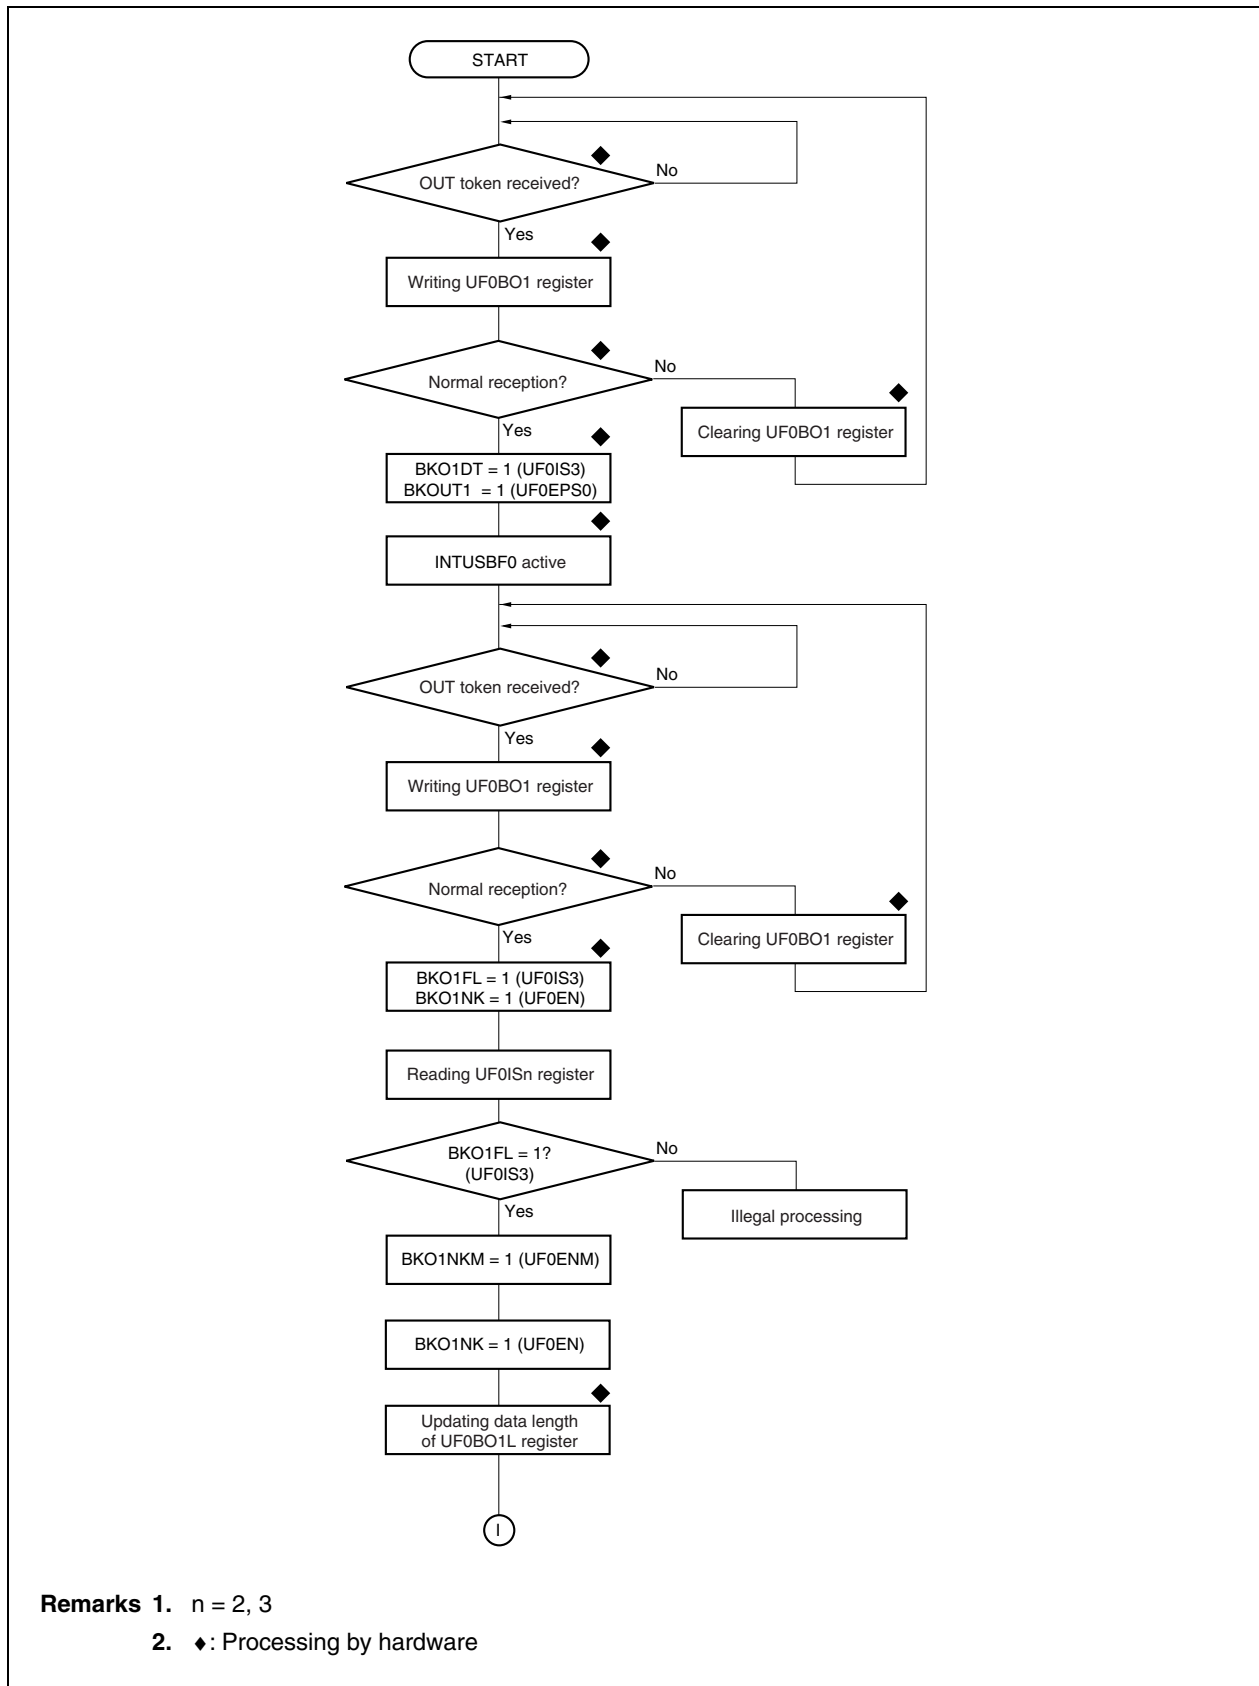 START
OUT token received?
No
Yes
Writing UF0BO1 register
Normal reception?
No
Clearing UF0BO1 register
Yes
BKO1DT = 1 (UF0IS3)
BKOUT1 = 1 (UF0EPS0)
INTUSBF0 active
OUT token received?
No
Yes
Writing UF0BO1 register
Normal reception?
No
Clearing UF0BO1 register
Yes
BKO1FL = 1 (UF0IS3)
BKO1NK = 1 (UF0EN)
Reading UF0ISn register
BKO1FL = 1?
(UF0IS3)
No
Illegal processing
Yes
BKO1NKM = 1 (UF0ENM)
BKO1NK = 1 (UF0EN)
Updating data length
of UF0BO1L register
I
Remarks 1. n = 2, 3
2. ♦: Processing by hardware